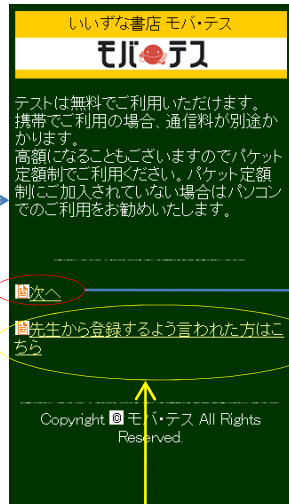 いいずな書店 モバ・テス
モバテス
テストは無料でご利用いただけます。
携帯でご利用の場合、通信料が別途か
かります。
高額になることもございますのでパケット
定額制でご利用ください。パケット定額
制にご加入されていない場合はパソコン
でのご利用をお勧めいたします。
次へ
先生から登録するよう言われた方はこ
ちら
Copyright © モバ・テス All Rights
Reserved.